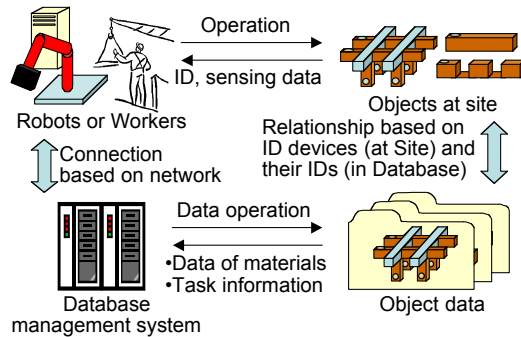 Operation
ID, sensing data
Robots or Workers
Objects at site
Connection
based on network
Relationship based on
ID devices (at Site) and
their IDs (in Database)
Data operation
•Data of materials
•Task information
Database
management system
Object data